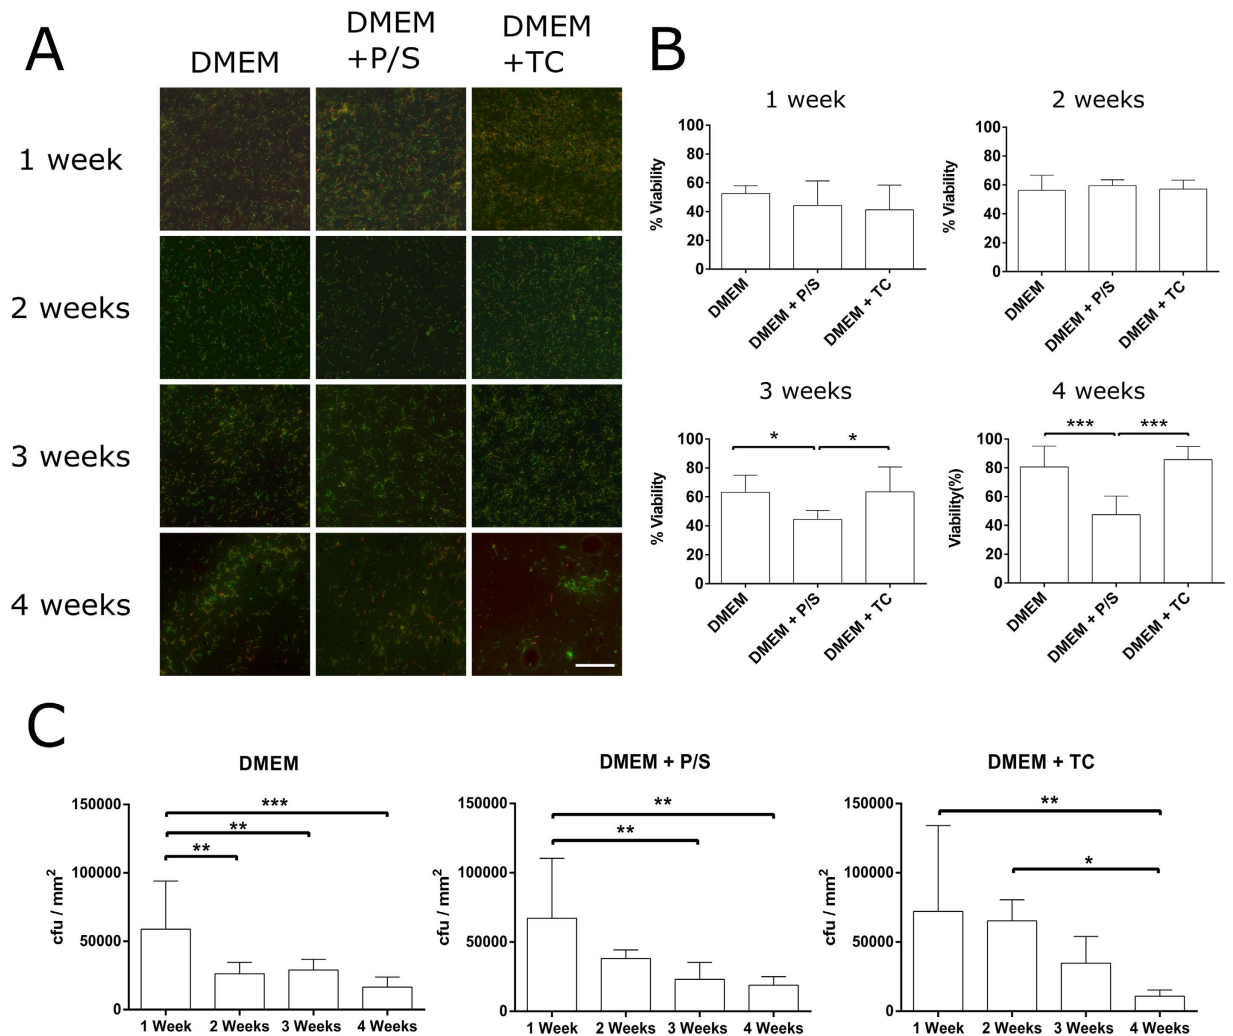 A
DMEM
DMEM
+P/S
DMEM
+TC
1 week
2 weeks
3 weeks
4 weeks
B
1 week
% Viability
100
80
60
40
20
0
DMEM
DMEM + P/S
DMEM + TC
2 weeks
% Viability
100
80
60
40
20
0
DMEM
DMEM + P/S
DMEM + TC
3 weeks
% Viability
100
80
60
40
20
0
*
*
DMEM
DMEM + P/S
DMEM + TC
4 weeks
Viability(%)
100
80
60
40
20
0
***
***
DMEM
DMEM + P/S
DMEM + TC
C
DMEM
cfu / mm²
150000
100000
50000
0
***
**
**
1 Week
2 Weeks
3 Weeks
4 Weeks
DMEM + P/S
cfu / mm²
150000
100000
50000
0
**
**
1 Week
2 Weeks
3 Weeks
4 Weeks
DMEM + TC
cfu / mm²
150000
100000
50000
0
**
*
1 Week
2 Weeks
3 Weeks
4 Weeks